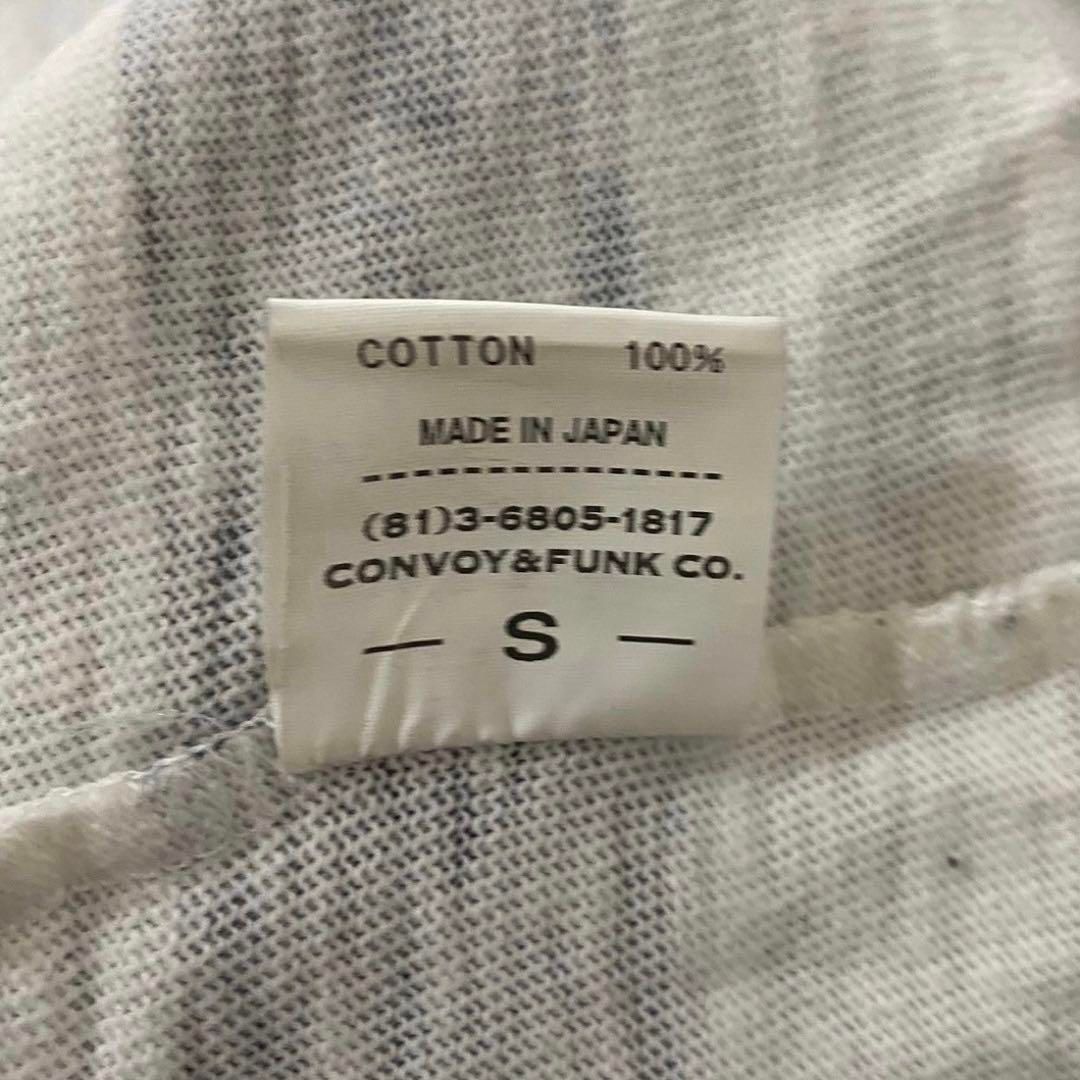 COTTON 100%
MADE IN JAPAN
(81)3-6805-1817
CONVOY&FUNK CO.
— S —